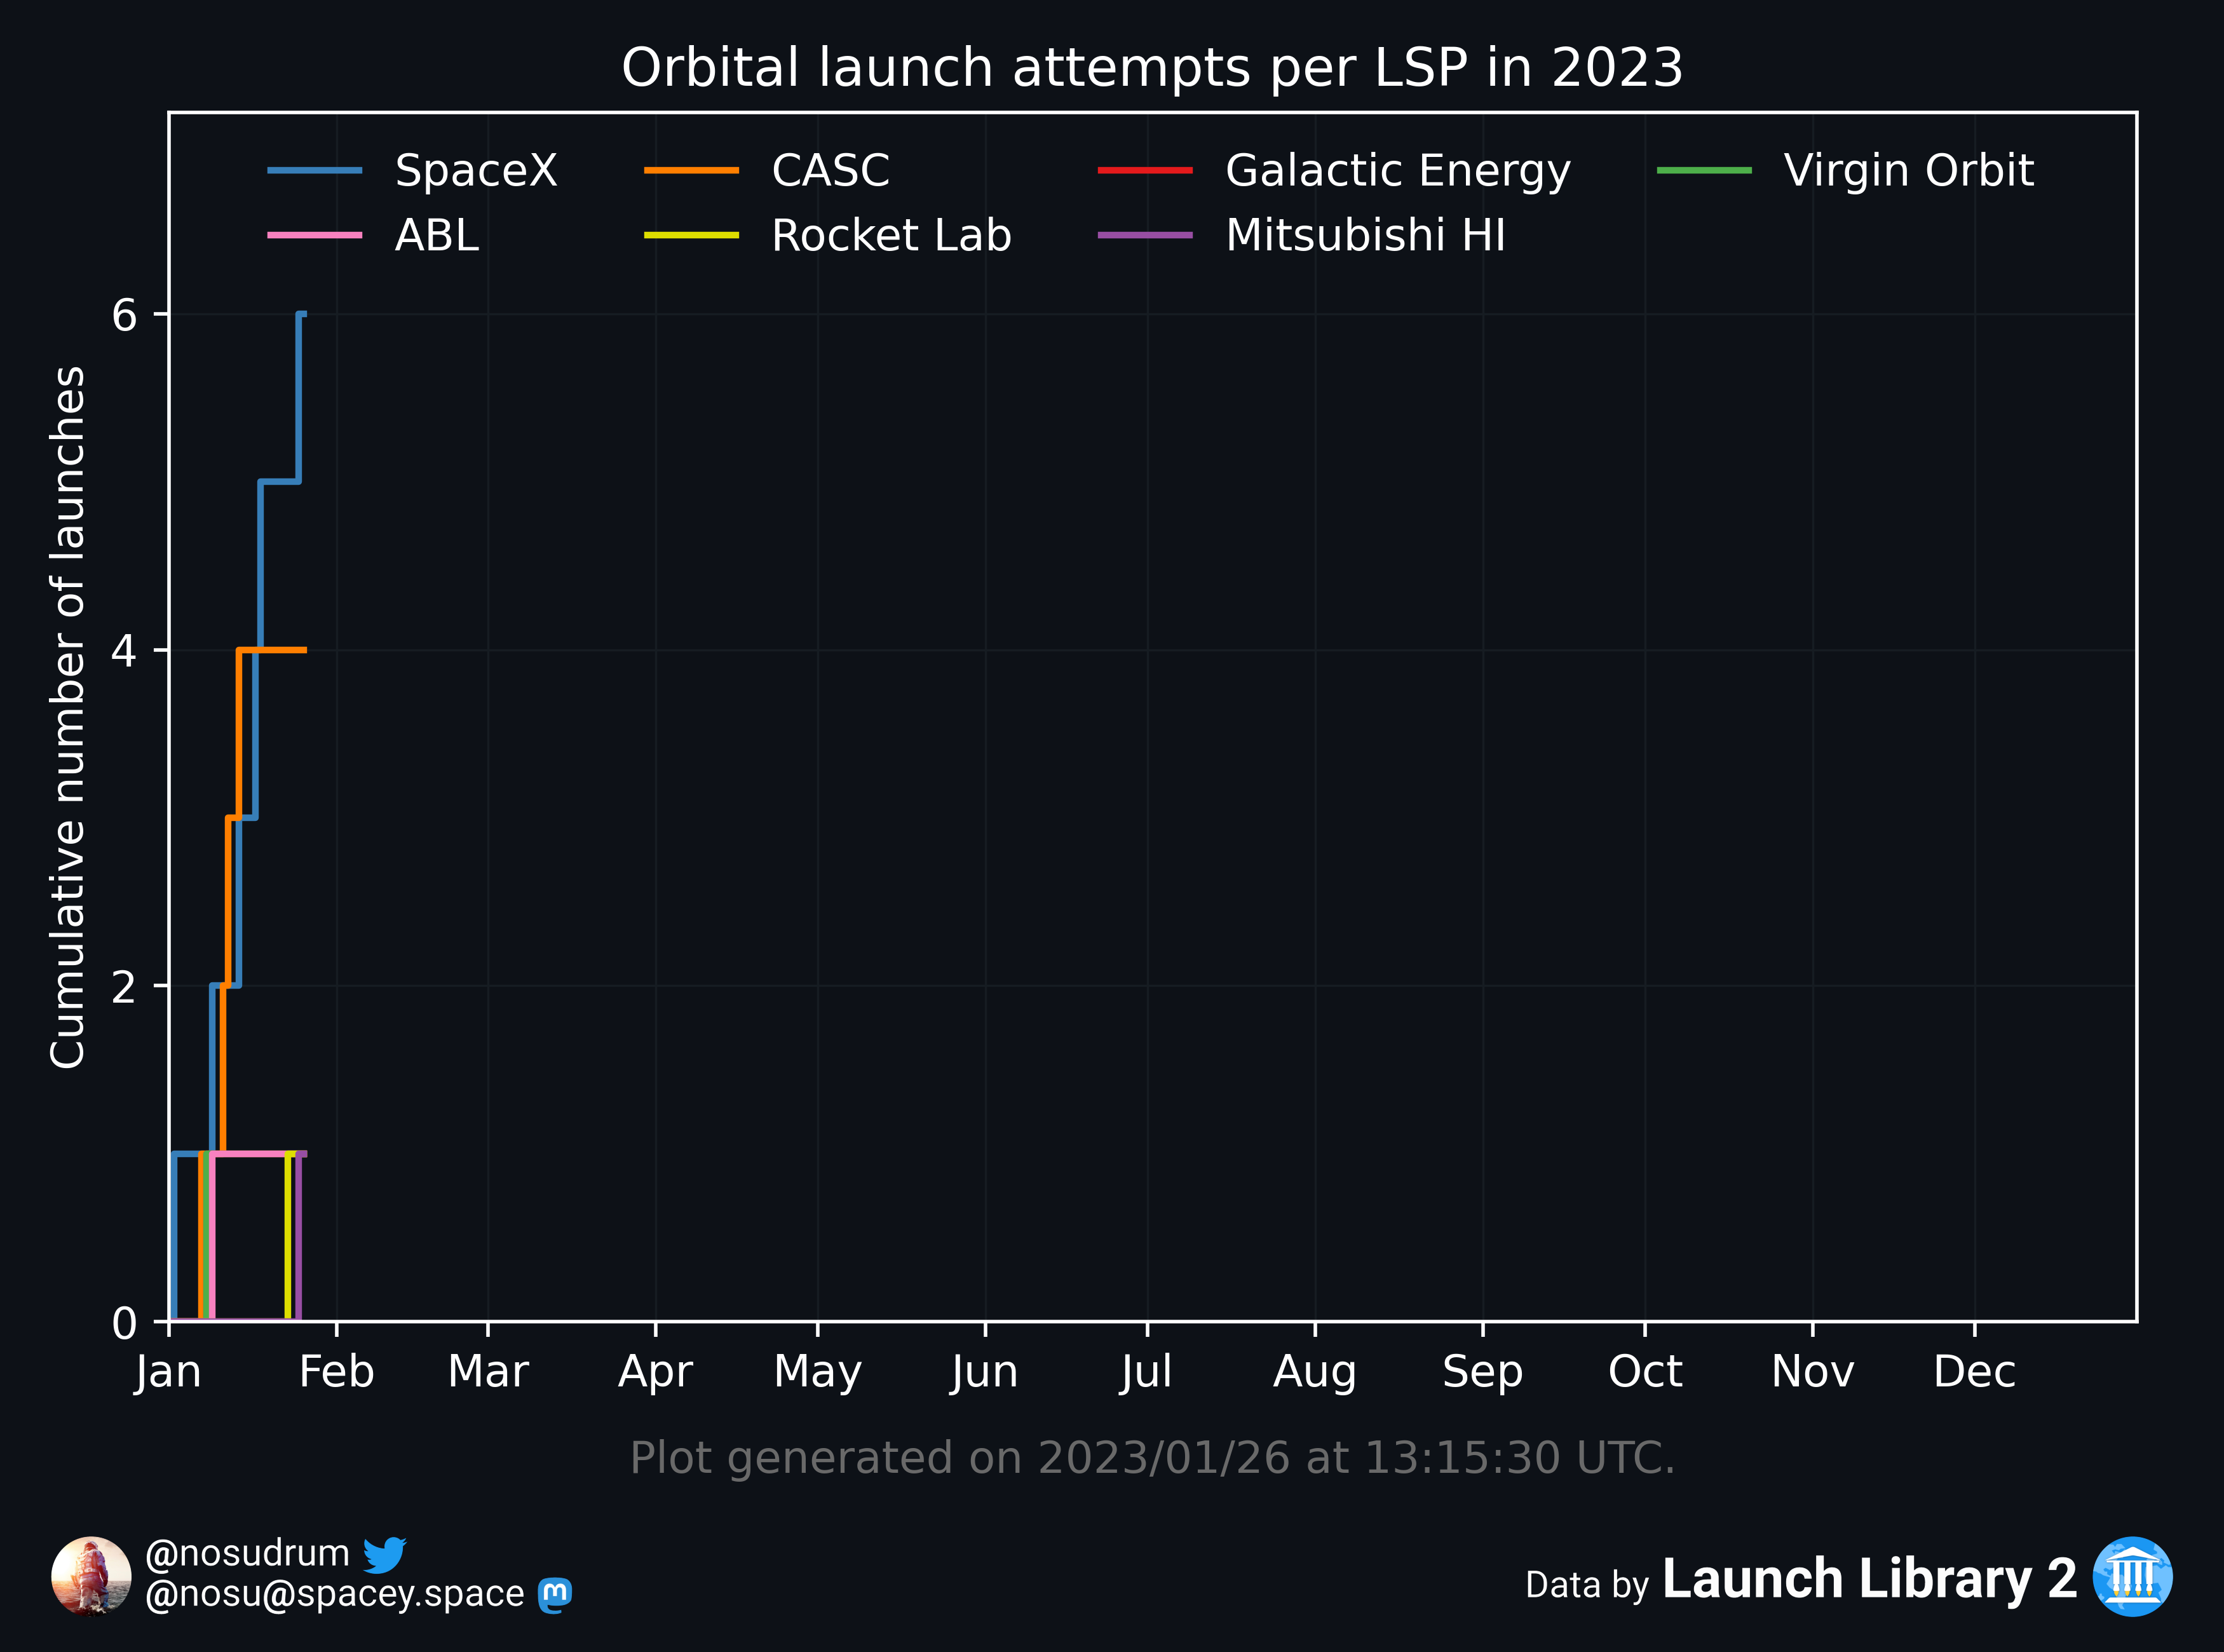 Orbital launch attempts per LSP in 2023
SpaceX CASC Galactic Energy Virgin Orbit
ABL Rocket Lab Mitsubishi HI
Cumulative number of launches
6
4
2
0
Jan Feb Mar Apr May Jun Jul Aug Sep Oct Nov Dec
Plot generated on 2023/01/26 at 13:15:30 UTC.
@nosudrum
@nosu@spacey.space
Data by Launch Library 2